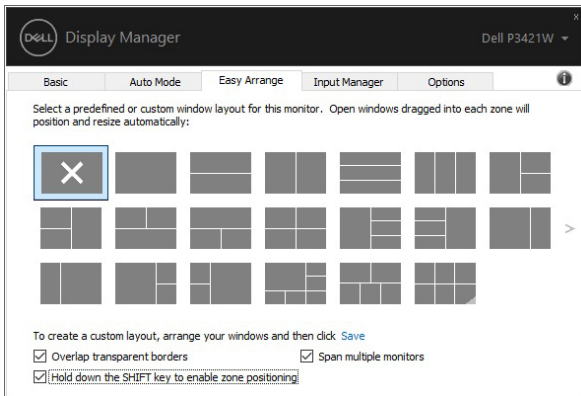 DELL Display Manager
Dell P3421W
Basic Auto Mode Easy Arrange Input Manager Options
Select a predefined or custom window layout for this monitor. Open windows dragged into each zone will
position and resize automatically:
To create a custom layout, arrange your windows and then click Save
Overlap transparent borders
Span multiple monitors
Hold down the SHIFT key to enable zone positioning